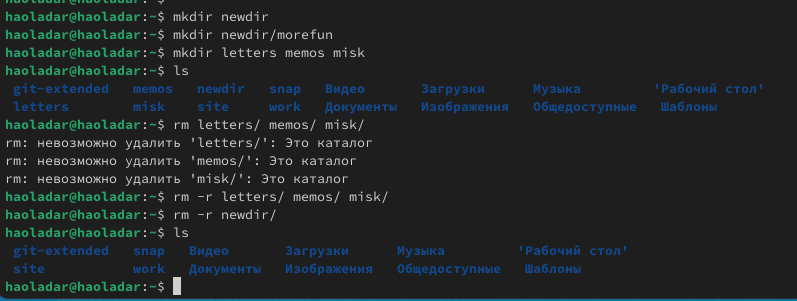 haoladar@haoladar:~$ mkdir newdir
haoladar@haoladar:~$ mkdir newdir/morefun
haoladar@haoladar:~$ mkdir letters memos misk
haoladar@haoladar:~$ ls
git-extended memos newdir snap Видео Загрузки Музыка 'Рабочий стол'
letters misk site work Документы Изображения Общедоступные Шаблоны
haoladar@haoladar:~$ rm letters/ memos/ misk/
rm: невозможно удалить 'letters/': Это каталог
rm: невозможно удалить 'memos/': Это каталог
rm: невозможно удалить 'misk/': Это каталог
haoladar@haoladar:~$ rm -r letters/ memos/ misk/
haoladar@haoladar:~$ rm -r newdir/
haoladar@haoladar:~$ ls
git-extended snap Видео Загрузки Музыка 'Рабочий стол'
site work Документы Изображения Общедоступные Шаблоны
haoladar@haoladar:~$